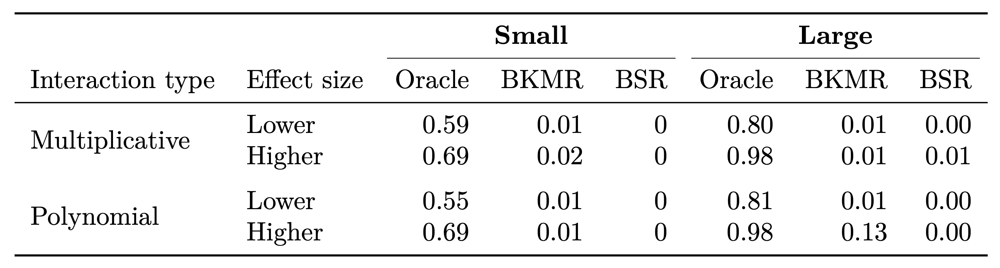 Small Large
Interaction type Effect size Oracle BKMR BSR Oracle BKMR BSR
Multiplicative
Lower 0.59 0.01 0 0.80 0.01 0.00
Higher 0.69 0.02 0 0.98 0.01 0.01
Polynomial
Lower 0.55 0.01 0 0.81 0.01 0.00
Higher 0.69 0.01 0 0.98 0.13 0.00